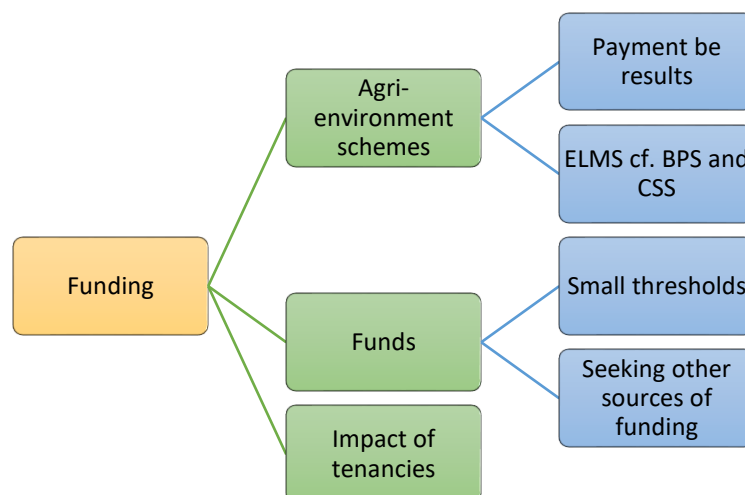 Payment be
results
Agri-
environment
schemes
ELMS cf. BPS and
CSS
Funding
Small thresholds
Funds
Seeking other
sources of
funding
Impact of
tenancies